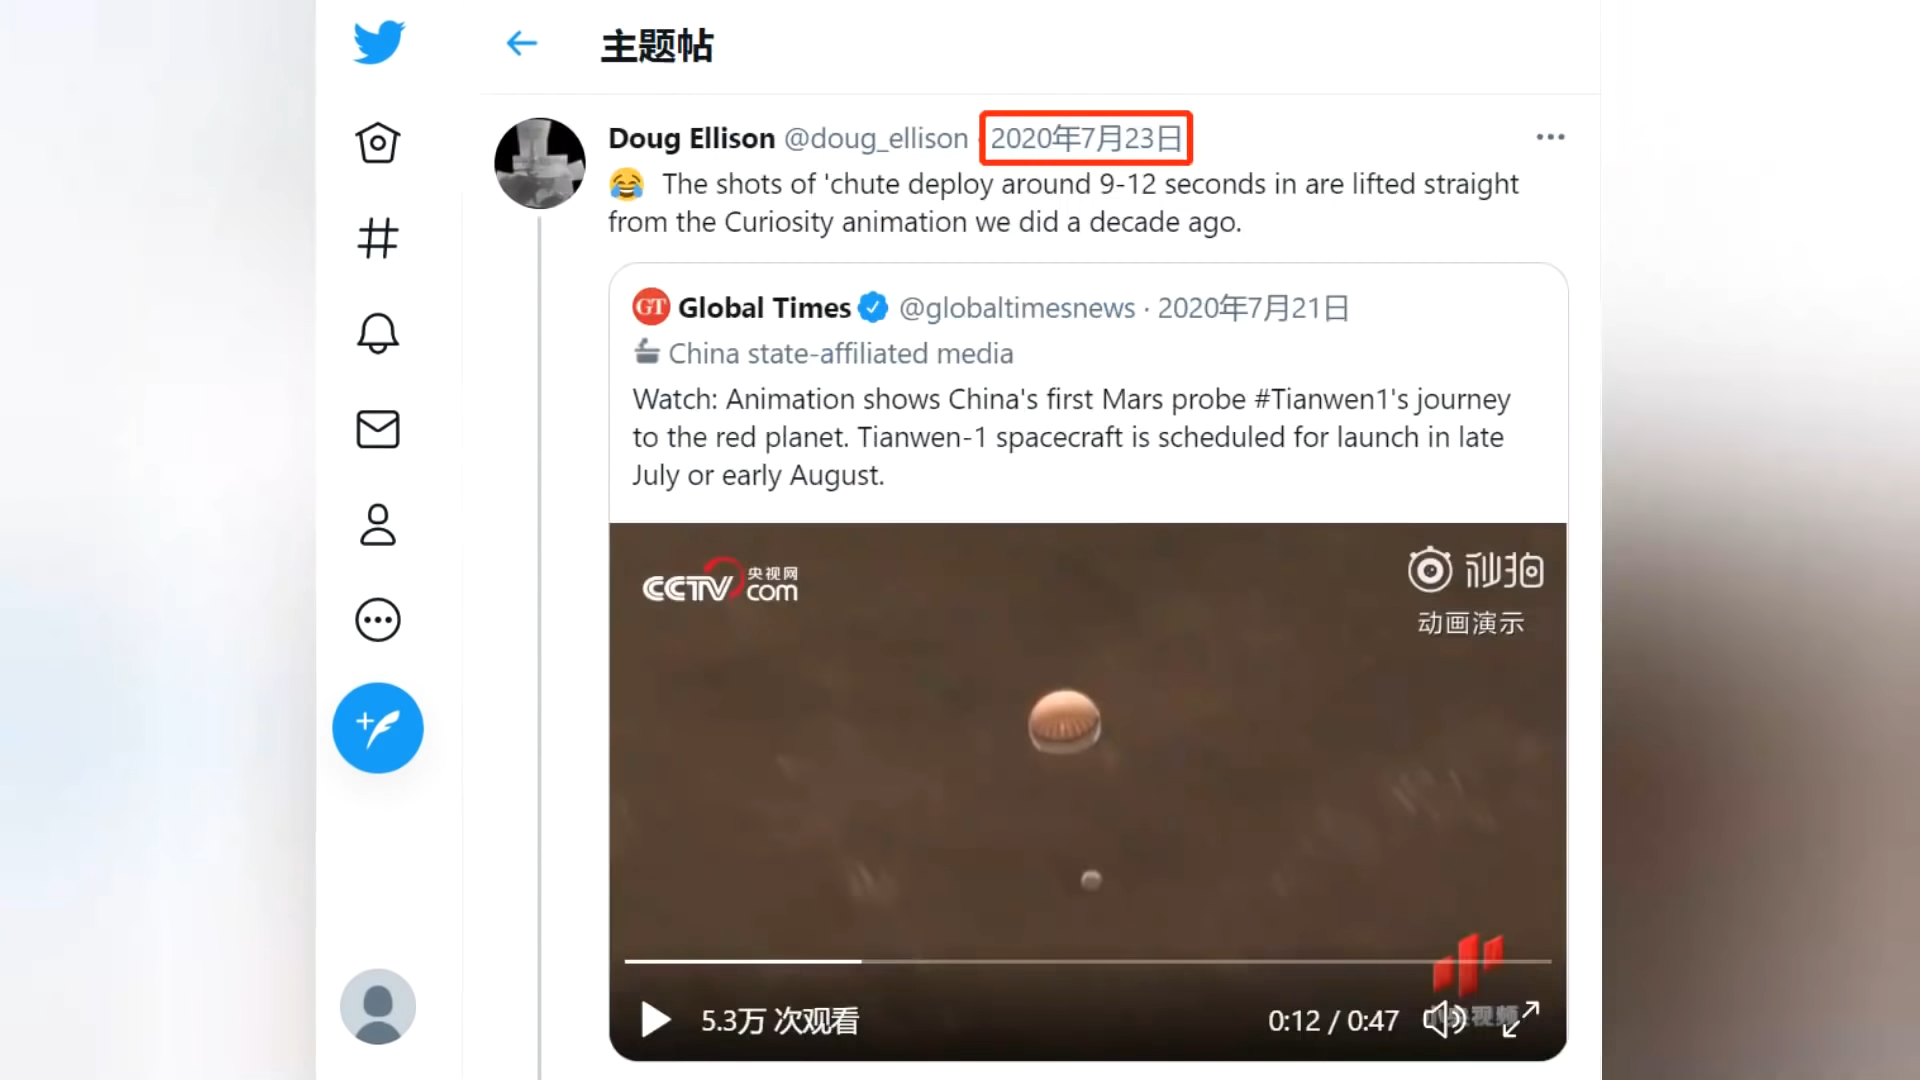 主题帖
Doug Ellison @doug_ellison · 2020年7月23日
😂 The shots of 'chute deploy around 9-12 seconds in are lifted straight
from the Curiosity animation we did a decade ago.
GT Global Times @globaltimesnews · 2020年7月21日
China state-affiliated media
Watch: Animation shows China's first Mars probe #Tianwen1's journey
to the red planet. Tianwen-1 spacecraft is scheduled for launch in late
July or early August.
CCTV 央视网
com
秒拍
动画演示
5.3万 次观看
0:12 / 0:47
视频